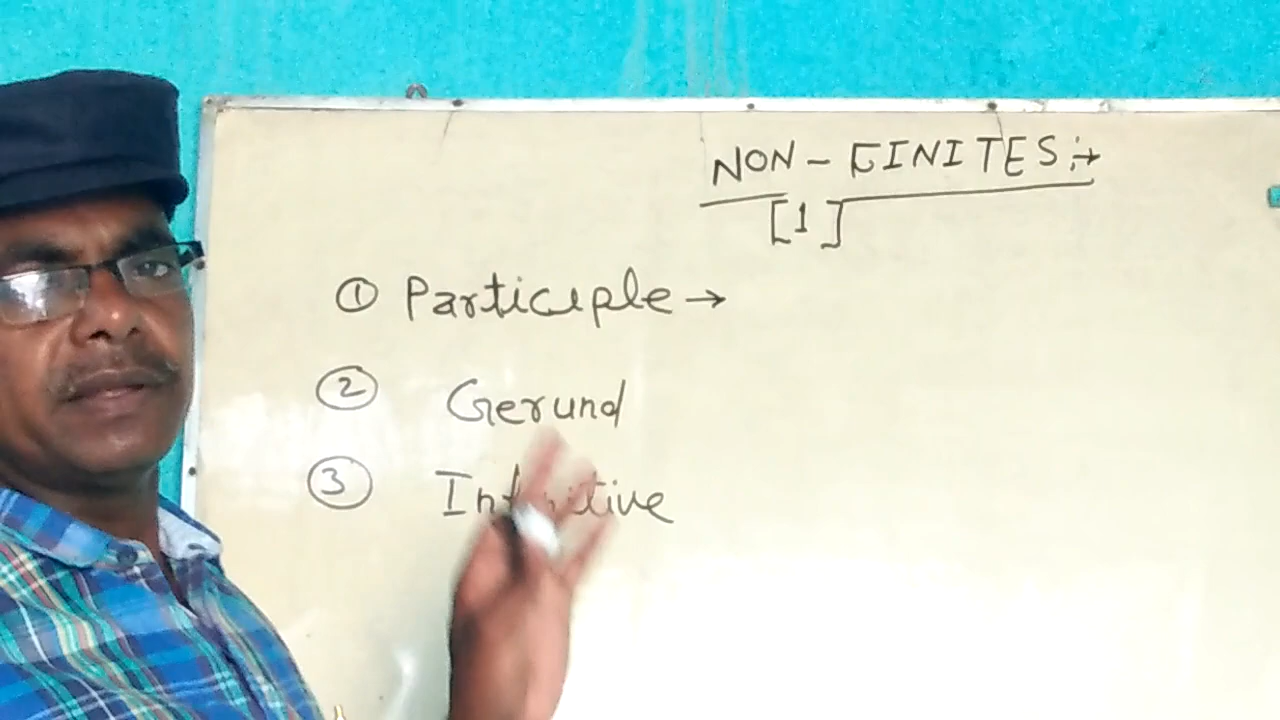 NON - FINITES :→
[1]
① Participle →
② Gerund
③ Infinitive